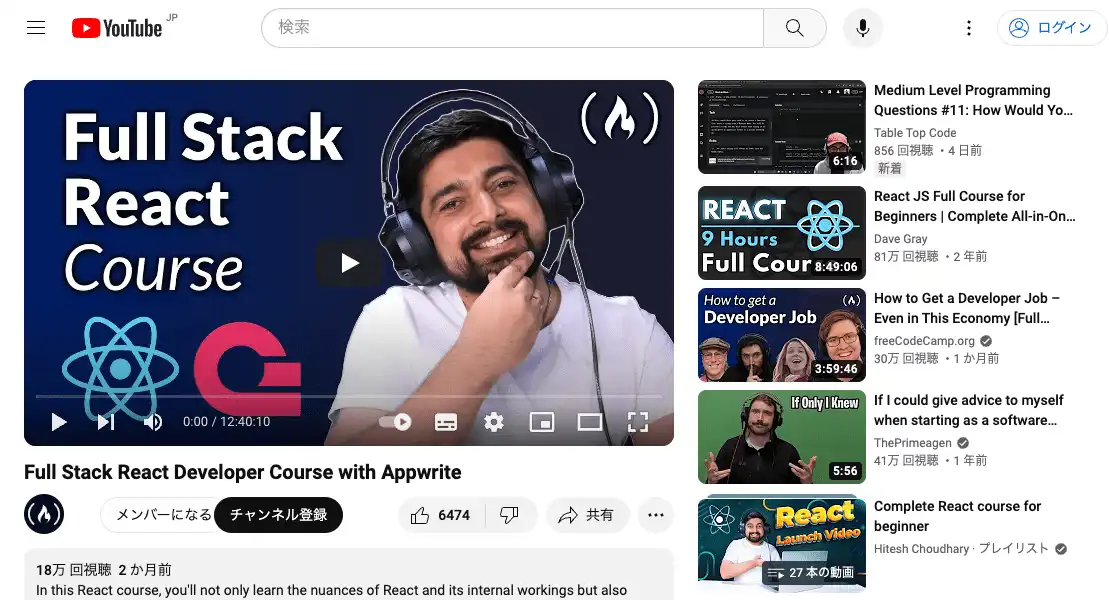 YouTube JP
検索
ログイン
Full Stack
React
Course
0:00 / 12:40:10
Full Stack React Developer Course with Appwrite
メンバーになる
チャンネル登録
6474
共有
18万 回視聴 2 か月前
In this React course, you'll not only learn the nuances of React and its internal workings but also
6:16
Medium Level Programming
Questions #11: How Would Yo...
Table Top Code
856 回視聴 ・4 日前
新着
REACT
9 Hours
Full Cour
8:49:06
React JS Full Course for
Beginners | Complete All-in-On...
Dave Gray
81万 回視聴 ・2 年前
How to get a
Developer Job
3:59:46
How to Get a Developer Job –
Even in This Economy [Full...
freeCodeCamp.org
30万 回視聴 ・1 か月前
If Only I Knew
5:56
If I could give advice to myself
when starting as a software...
ThePrimeagen
41万 回視聴 ・1 年前
React
Launch Video
27 本の動画
Complete React course for
beginner
Hitesh Choudhary · プレイリスト